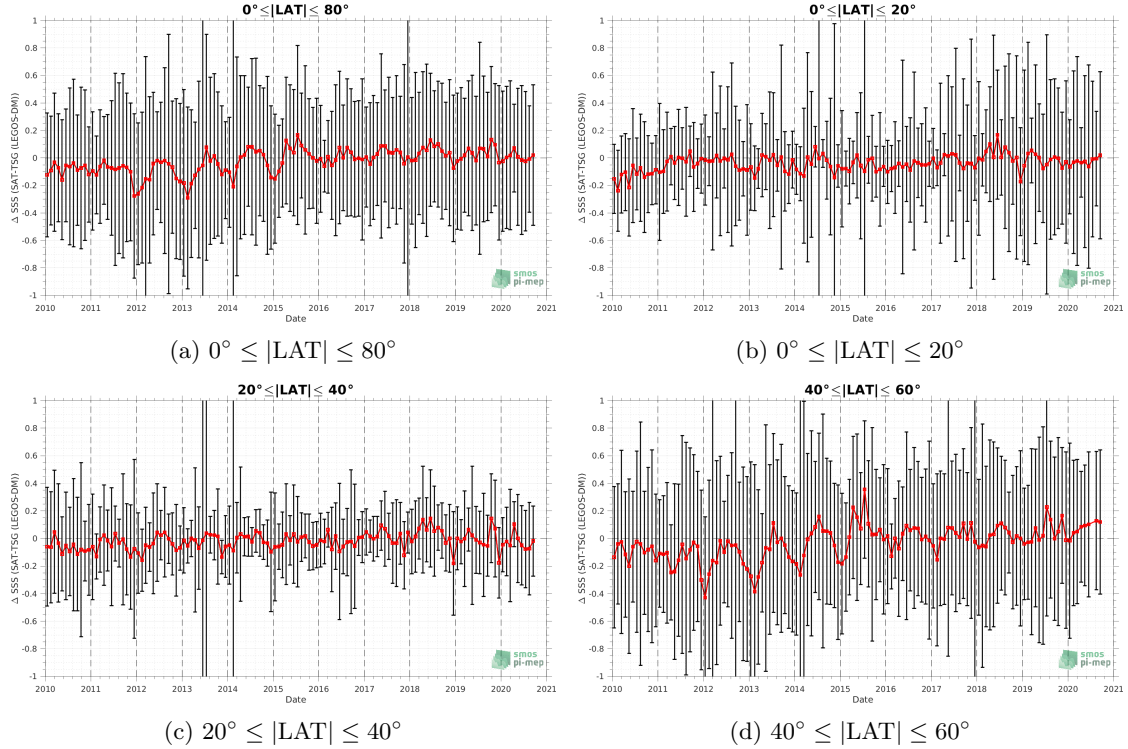 0°≤|LAT|≤ 80°
Δ SSS (SAT-TSG (LEGOS-DM))
1
0.8
0.6
0.4
0.2
0
-0.2
-0.4
-0.6
-0.8
-1
2010 2011 2012 2013 2014 2015 2016 2017 2018 2019 2020 2021
Date
smos
pi-mep
(a) 0° ≤ |LAT| ≤ 80°
0°≤|LAT|≤ 20°
Δ SSS (SAT-TSG (LEGOS-DM))
1
0.8
0.6
0.4
0.2
0
-0.2
-0.4
-0.6
-0.8
-1
2010 2011 2012 2013 2014 2015 2016 2017 2018 2019 2020 2021
Date
smos
pi-mep
(b) 0° ≤ |LAT| ≤ 20°
20°≤|LAT|≤ 40°
Δ SSS (SAT-TSG (LEGOS-DM))
1
0.8
0.6
0.4
0.2
0
-0.2
-0.4
-0.6
-0.8
-1
2010 2011 2012 2013 2014 2015 2016 2017 2018 2019 2020 2021
Date
smos
pi-mep
(c) 20° ≤ |LAT| ≤ 40°
40°≤|LAT|≤ 60°
Δ SSS (SAT-TSG (LEGOS-DM))
1
0.8
0.6
0.4
0.2
0
-0.2
-0.4
-0.6
-0.8
-1
2010 2011 2012 2013 2014 2015 2016 2017 2018 2019 2020 2021
Date
smos
pi-mep
(d) 40° ≤ |LAT| ≤ 60°